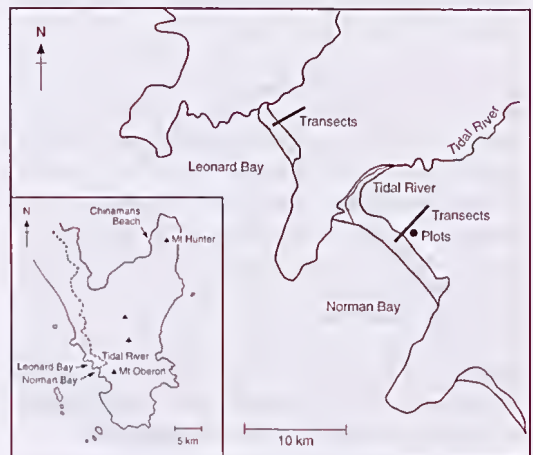 N
Transects
Leonard Bay
Tidal River
Tidal River
Transects
Plots
Norman Bay
10 km
N
Chinamans
Beach
Mt Hunter
Tidal River
Leonard Bay
Mt Oberon
Norman Bay
5 km